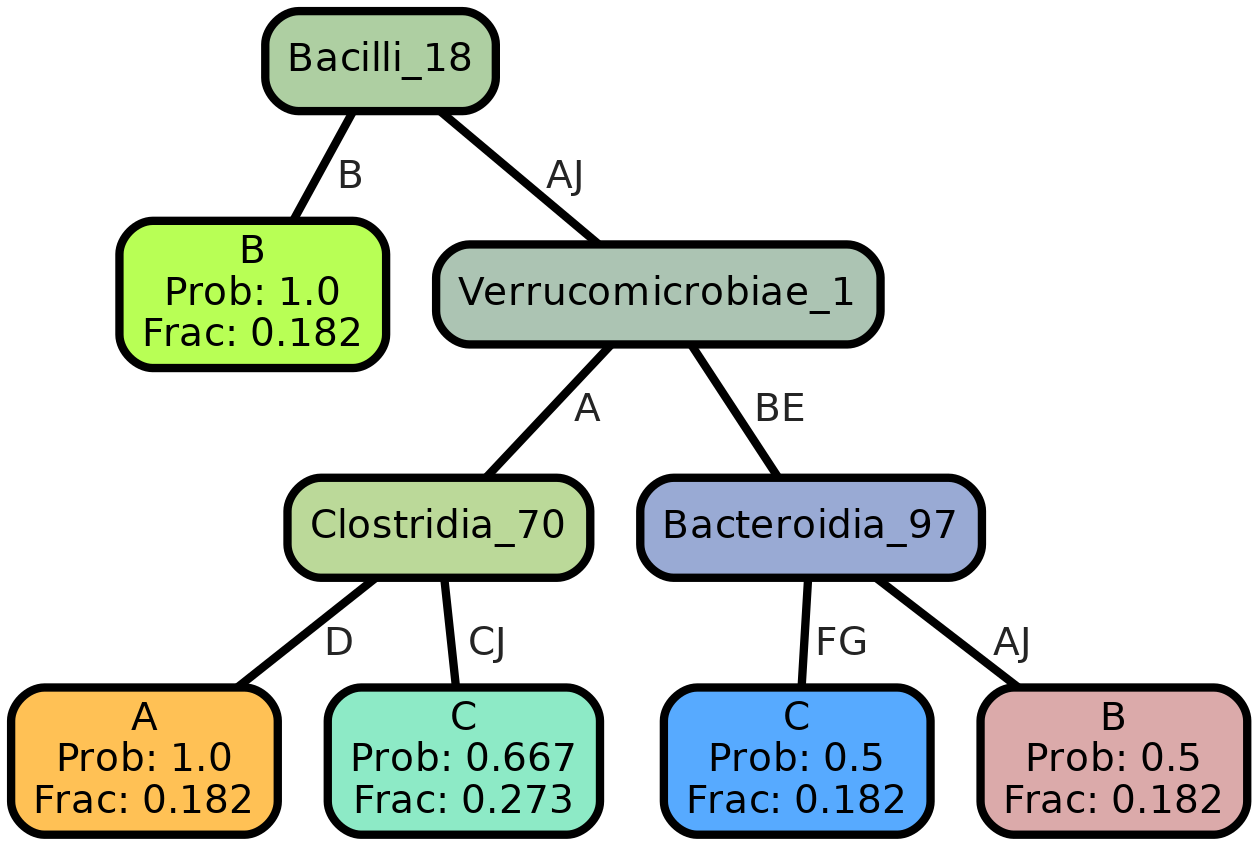 Bacilli_18
B
AJ
B
Prob: 1.0
Frac: 0.182
Verrucomicrobiae_1
A
BE
Clostridia_70
Bacteroidia_97
D
CJ
FG
AJ
A
Prob: 1.0
Frac: 0.182
C
Prob: 0.667
Frac: 0.273
C
Prob: 0.5
Frac: 0.182
B
Prob: 0.5
Frac: 0.182